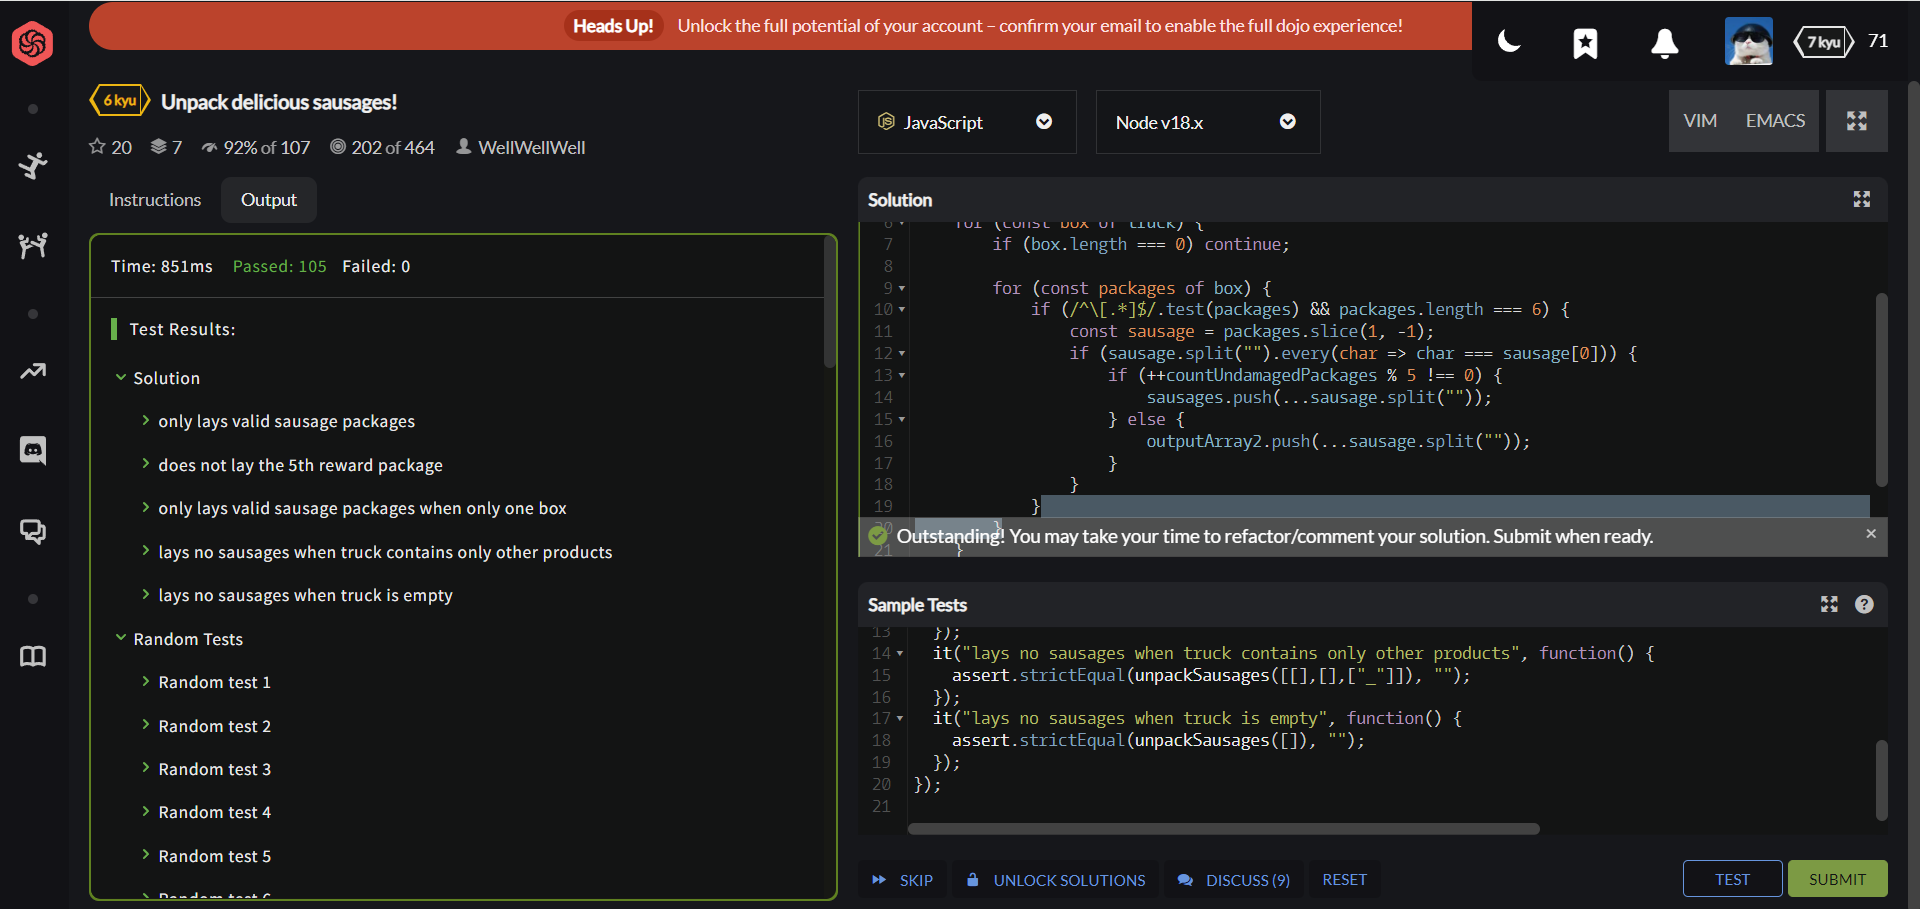 Heads Up! Unlock the full potential of your account – confirm your email to enable the full dojo experience!
7 kyu 71
6 kyu Unpack delicious sausages!
20 7 92% of 107 202 of 464 WellWellWell
JavaScript Node v18.x VIM EMACS
Instructions Output
Time: 851ms Passed: 105 Failed: 0
Test Results:
Solution
only lays valid sausage packages
does not lay the 5th reward package
only lays valid sausage packages when only one box
lays no sausages when truck contains only other products
lays no sausages when truck is empty
Random Tests
Random test 1
Random test 2
Random test 3
Random test 4
Random test 5
Random test 6
Solution
6 for (const box of truck) {
7 if (box.length === 0) continue;
8
9 for (const packages of box) {
10 if (/^\[.*]$/.test(packages) && packages.length === 6) {
11 const sausage = packages.slice(1, -1);
12 if (sausage.split("").every(char => char === sausage[0])) {
13 if (++countUndamagedPackages % 5 !== 0) {
14 sausages.push(...sausage.split(""));
15 } else {
16 outputArray2.push(...sausage.split(""));
17 }
18 }
19 }
20 }
21 }
Outstanding! You may take your time to refactor/comment your solution. Submit when ready.
Sample Tests
13 });
14 it("lays no sausages when truck contains only other products", function() {
15 assert.strictEqual(unpackSausages([[],[],["_"]]), "");
16 });
17 it("lays no sausages when truck is empty", function() {
18 assert.strictEqual(unpackSausages([]), "");
19 });
20 });
21
SKIP UNLOCK SOLUTIONS DISCUSS (9) RESET TEST SUBMIT